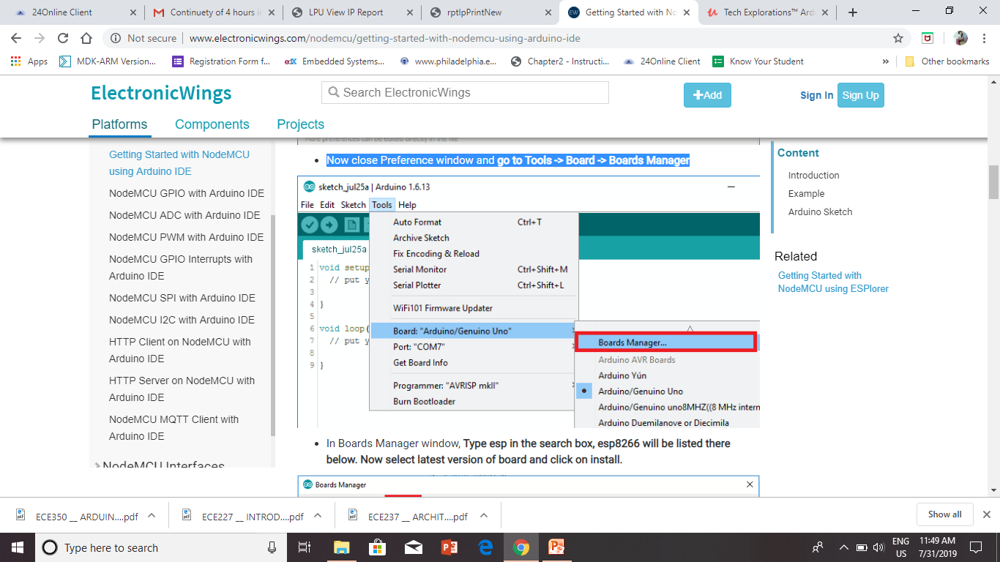 24Online Client
Continuety of 4 hours i
LPU View IP Report
rptIpPrintNew
Getting Started with No
Tech Explorations™ Ard
Not secure | www.electronicwings.com/nodemcu/getting-started-with-nodemcu-using-arduino-ide
Apps
MDK-ARM Version...
Registration Form f...
edX Embedded Systems...
www.philadelphia.e...
Chapter2 - Instructi...
24Online Client
Know Your Student
»
Other bookmarks
ElectronicWings
Search ElectronicWings
+Add
Sign In
Sign Up
Platforms
Components
Projects
Getting Started with NodeMCU
using Arduino IDE
NodeMCU GPIO with Arduino IDE
NodeMCU ADC with Arduino IDE
NodeMCU PWM with Arduino IDE
NodeMCU GPIO Interrupts with
Arduino IDE
NodeMCU SPI with Arduino IDE
NodeMCU I2C with Arduino IDE
HTTP Client on NodeMCU with
Arduino IDE
HTTP Server on NodeMCU with
Arduino IDE
NodeMCU MQTT Client with
Arduino IDE
NodeMCU Interfaces
More preferences can be edited directly in the file
• Now close Preference window and go to Tools -> Board -> Boards Manager
sketch_jul25a | Arduino 1.6.13
File Edit Sketch Tools Help
sketch_jul25a
1 void setup
2 // put y
3
4 }
5
6 void loop(
7 // put y
8
9 }
Auto Format Ctrl+T
Archive Sketch
Fix Encoding & Reload
Serial Monitor Ctrl+Shift+M
Serial Plotter Ctrl+Shift+L
WiFi101 Firmware Updater
Board: "Arduino/Genuino Uno"
Port: "COM7"
Get Board Info
Programmer: "AVRISP mkII"
Burn Bootloader
Boards Manager...
Arduino AVR Boards
Arduino Yún
Arduino/Genuino Uno
Arduino/Genuino uno8MHZ((8 MHz intern
Arduino Duemilanove or Diecimila
• In Boards Manager window, Type esp in the search box, esp8266 will be listed there
below. Now select latest version of board and click on install.
Boards Manager
Content
Introduction
Example
Arduino Sketch
Related
Getting Started with
NodeMCU using ESPlorer
ECE350 __ ARDUIN....pdf
ECE227 __ INTROD....pdf
ECE237 __ ARCHIT....pdf
Show all
Type here to search
ENG
US
11:49 AM
7/31/2019